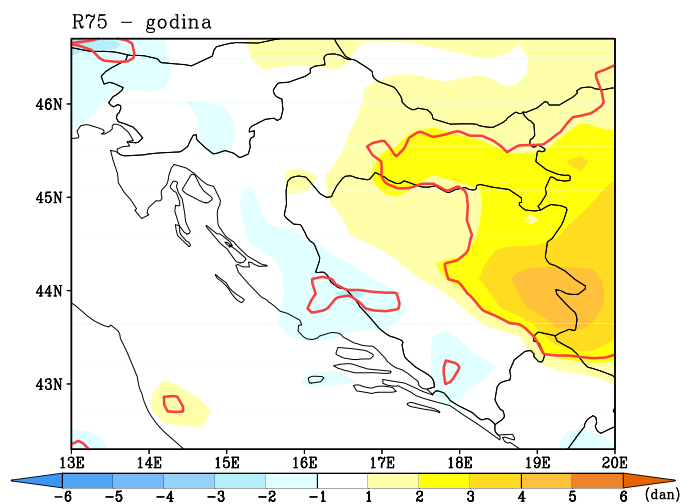 R75 − godina
46N
45N
44N
43N
13E 14E 15E 16E 17E 18E 19E 20E
−6 −5 −4 −3 −2 −1 1 2 3 4 5 6 (dan)